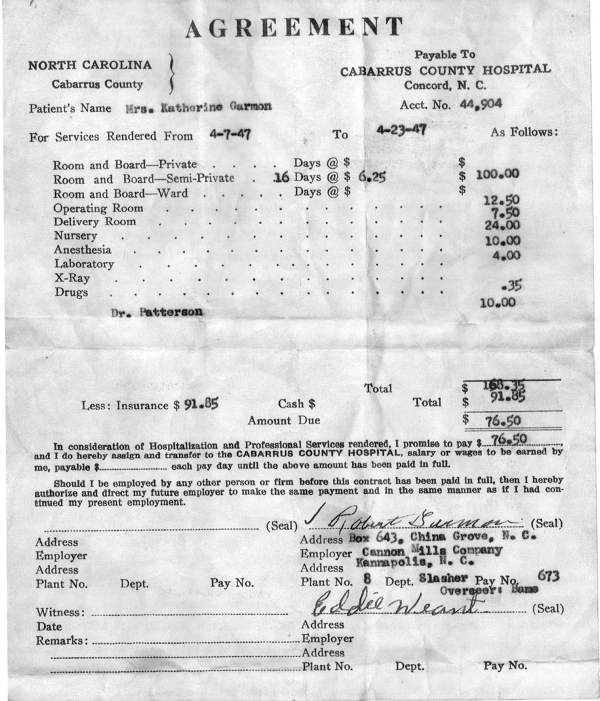 AGREEMENT
NORTH CAROLINA
Cabarrus County
Payable To
CABARRUS COUNTY HOSPITAL
Concord, N. C.
Patient's Name Mrs. Katherine Garmon Acct. No. 44,904
For Services Rendered From 4-7-47 To 4-23-47 As Follows:
Room and Board—Private . . . . Days @ $ $
Room and Board—Semi-Private . 16 Days @ $ 6.25 $ 100.00
Room and Board—Ward . . . . Days @ $ $
Operating Room 12.50
Delivery Room 7.50
Nursery 24.00
Anesthesia 10.00
Laboratory 4.00
X-Ray
Drugs .35
Dr. Patterson 10.00
Total $ 168.35
Less: Insurance $ 91.85 Cash $ Total $ 91.85
Amount Due $ 76.50
In consideration of Hospitalization and Professional Services rendered, I promise to pay $ 76.50,
and I do hereby assign and transfer to the CABARRUS COUNTY HOSPITAL, salary or wages to be earned by
me, payable $ each pay day until the above amount has been paid in full.
Should I be employed by any other person or firm before this contract has been paid in full, then I hereby
authorize and direct my future employer to make the same payment and in the same manner as if I had con-
tinued my present employment.
(Seal) Robert Garmon (Seal)
Address Address Box 643, China Grove, N. C.
Employer Employer Cannon Mills Company
Address Address Kannapolis, N. C.
Plant No. Dept. Pay No. Plant No. 8 Dept. Slasher Pay No. 673
Overseer:
Witness: Eddie Weant (Seal)
Date Address
Remarks: Employer
Address
Plant No. Dept. Pay No.